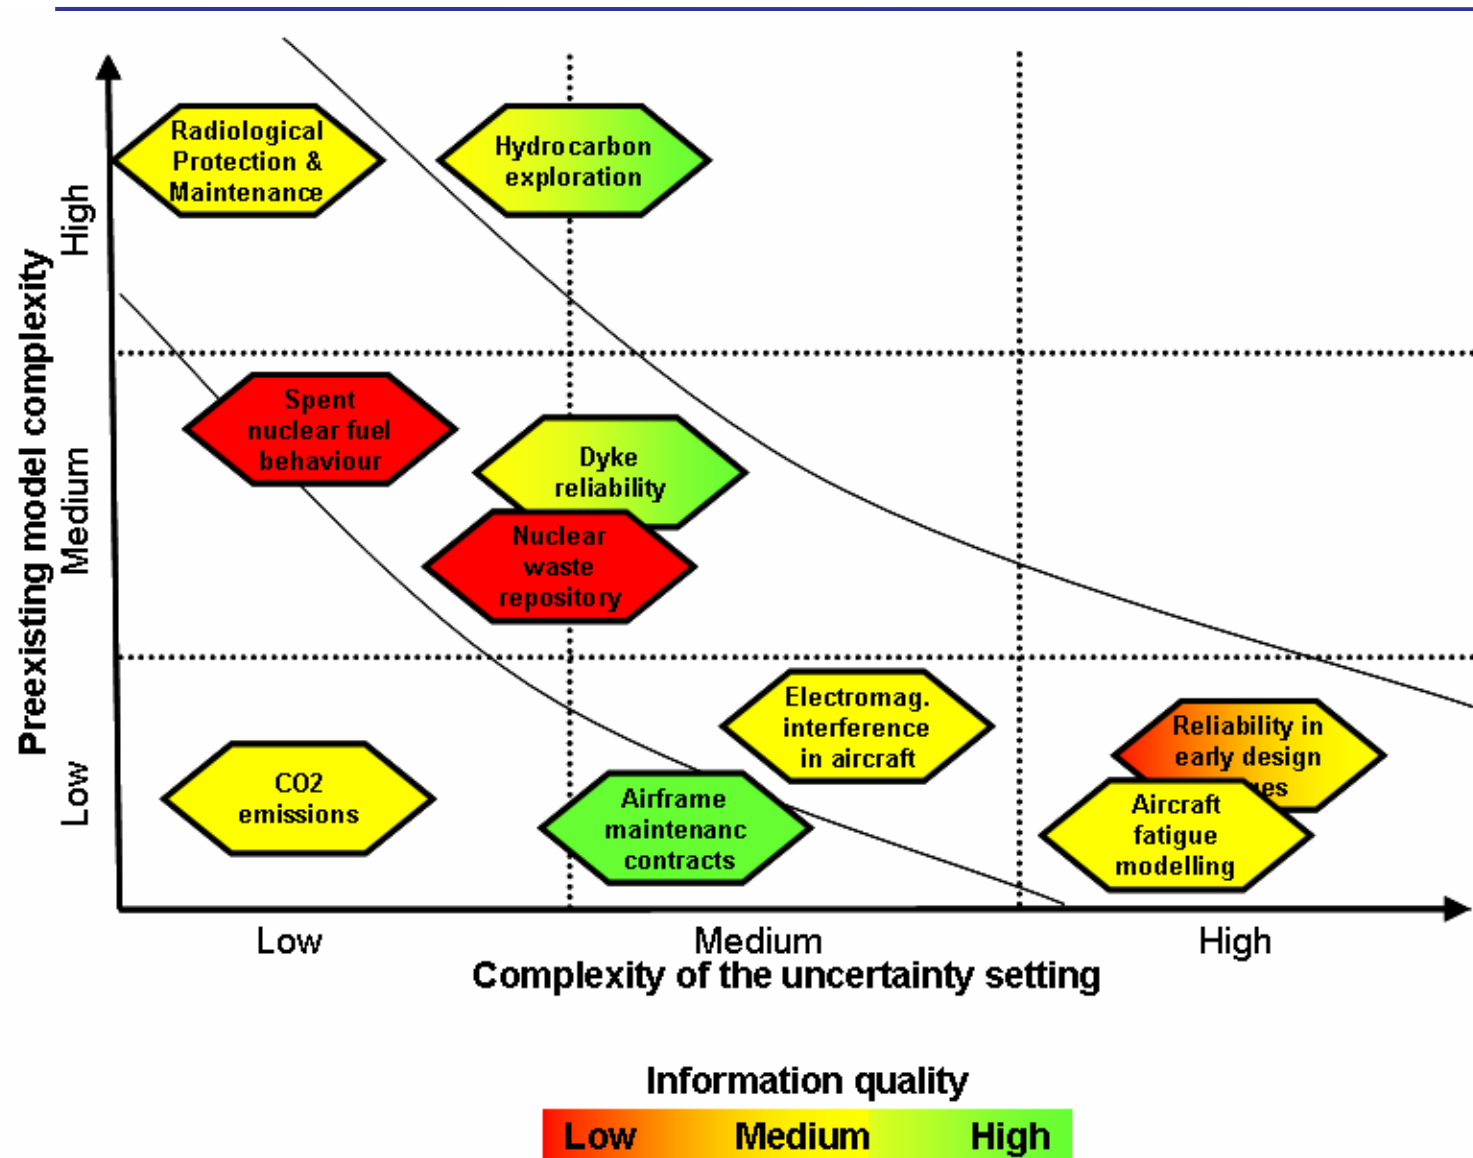 Preexisting model complexity
High
Medium
Low
Radiological
Protection &
Maintenance
Hydrocarbon
exploration
Spent
nuclear fuel
behaviour
Dyke
reliability
Nuclear
waste
repository
Electromag.
interference
in aircraft
Reliability in
early design
CO2
emissions
Airframe
maintenanc
contracts
Aircraft
fatigue
modelling
Low
Medium
High
Complexity of the uncertainty setting
Information quality
Low Medium High